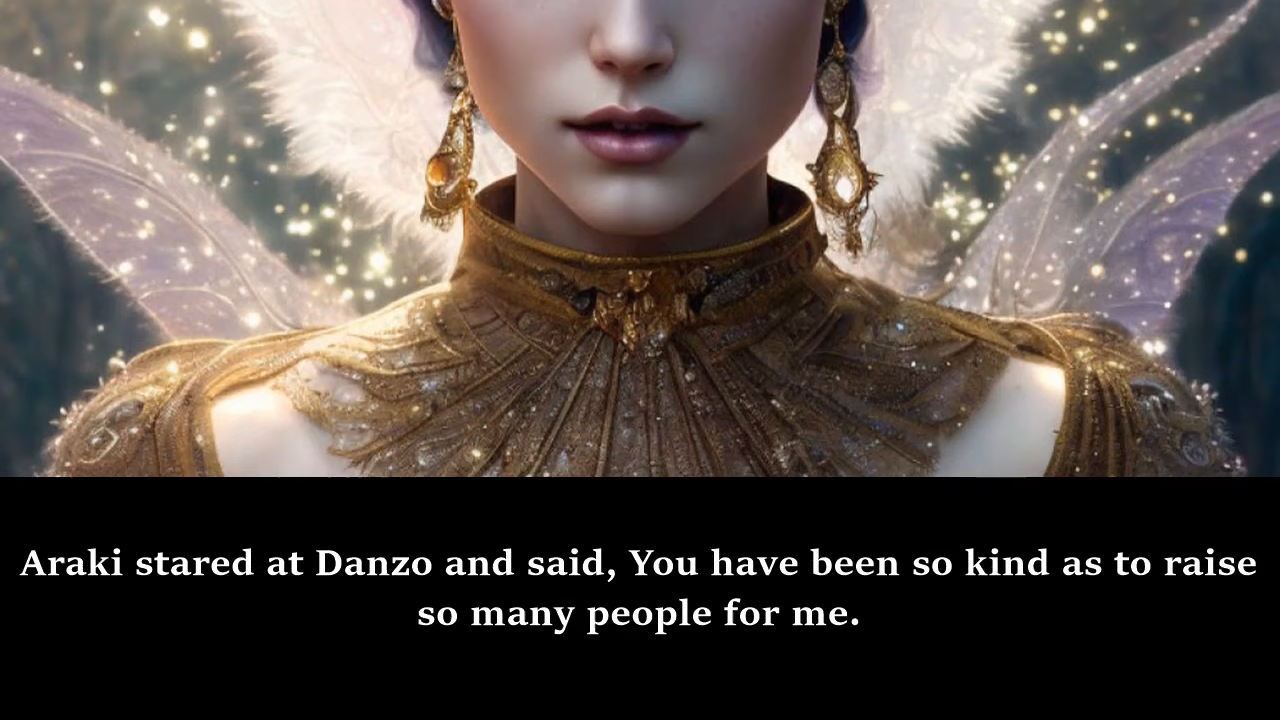 Araki stared at Danzo and said, You have been so kind as to raise
so many people for me.